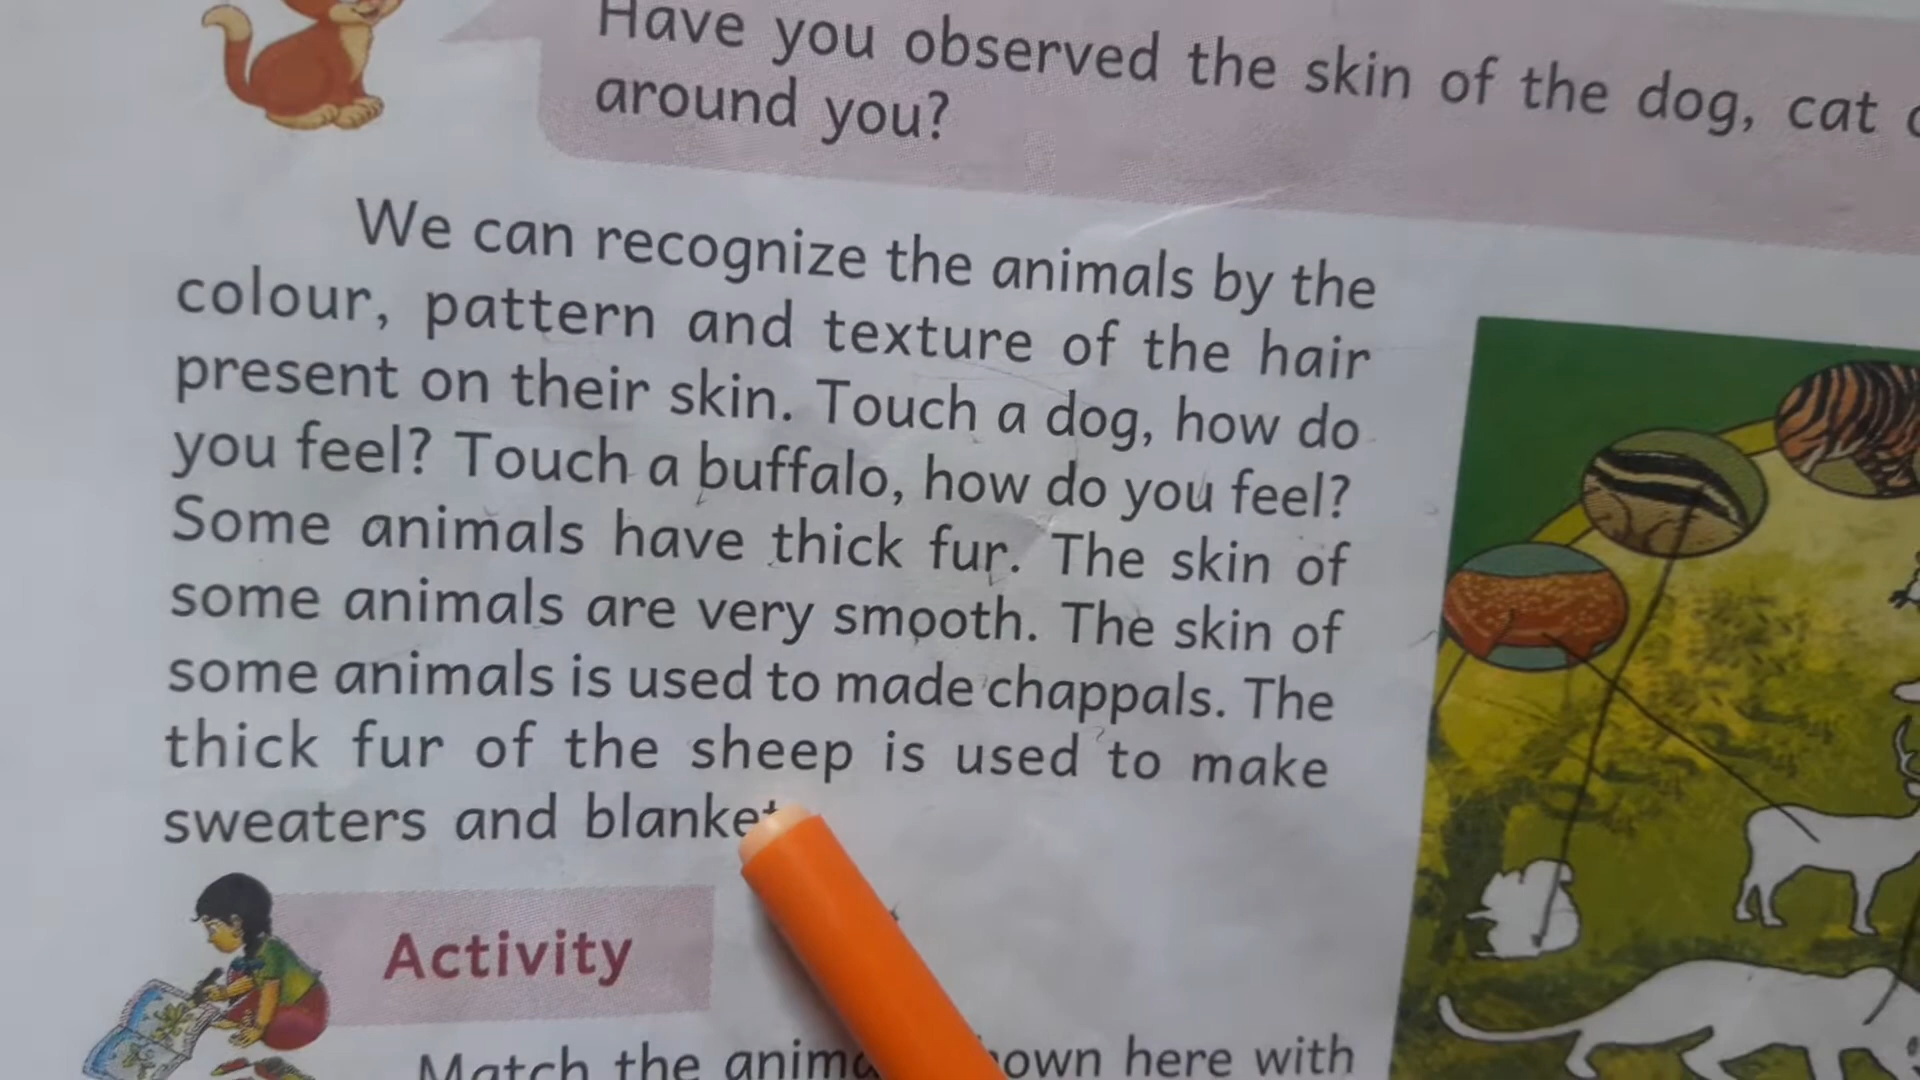 Have you observed the skin of the dog, cat
around you?
We can recognize the animals by the
colour, pattern and texture of the hair
present on their skin. Touch a dog, how do
you feel? Touch a buffalo, how do you feel?
Some animals have thick fur. The skin of
some animals are very smooth. The skin of
some animals is used to made chappals. The
thick fur of the sheep is used to make
sweaters and
Activity
Match the here with